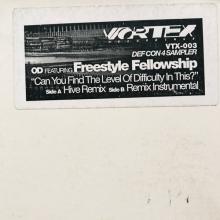 VORTEX
VTX-003
DEF CON 4 SAMPLER
OD FEATURING Freestyle Fellowship
"Can You Find The Level Of Difficulty In This?"
SIDE A Hive Remix SIDE B Remix Instrumental